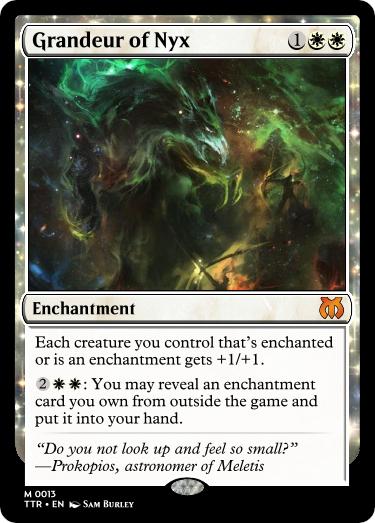 Grandeur of Nyx 1
Enchantment
Each creature you control that's enchanted
or is an enchantment gets +1/+1.
2: You may reveal an enchantment
card you own from outside the game and
put it into your hand.
"Do you not look up and feel so small?"
—Prokopios, astronomer of Meletis
M 0013
TTR • EN Sam Burley